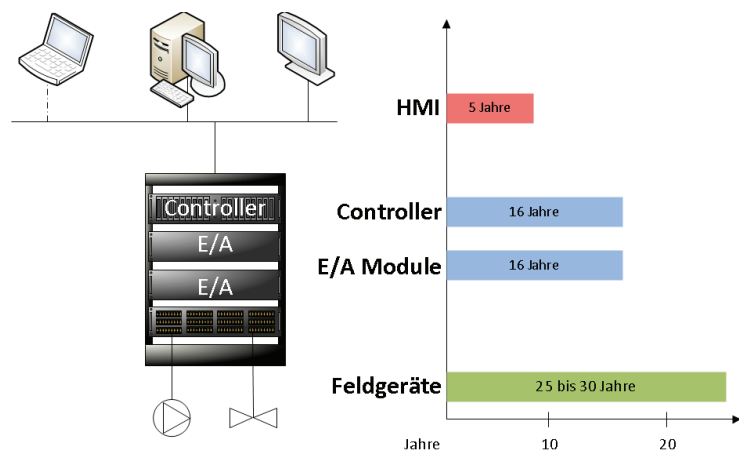 Controller
E/A
E/A
HMI
5 Jahre
Controller
16 Jahre
E/A Module
16 Jahre
Feldgeräte
25 bis 30 Jahre
Jahre
10
20